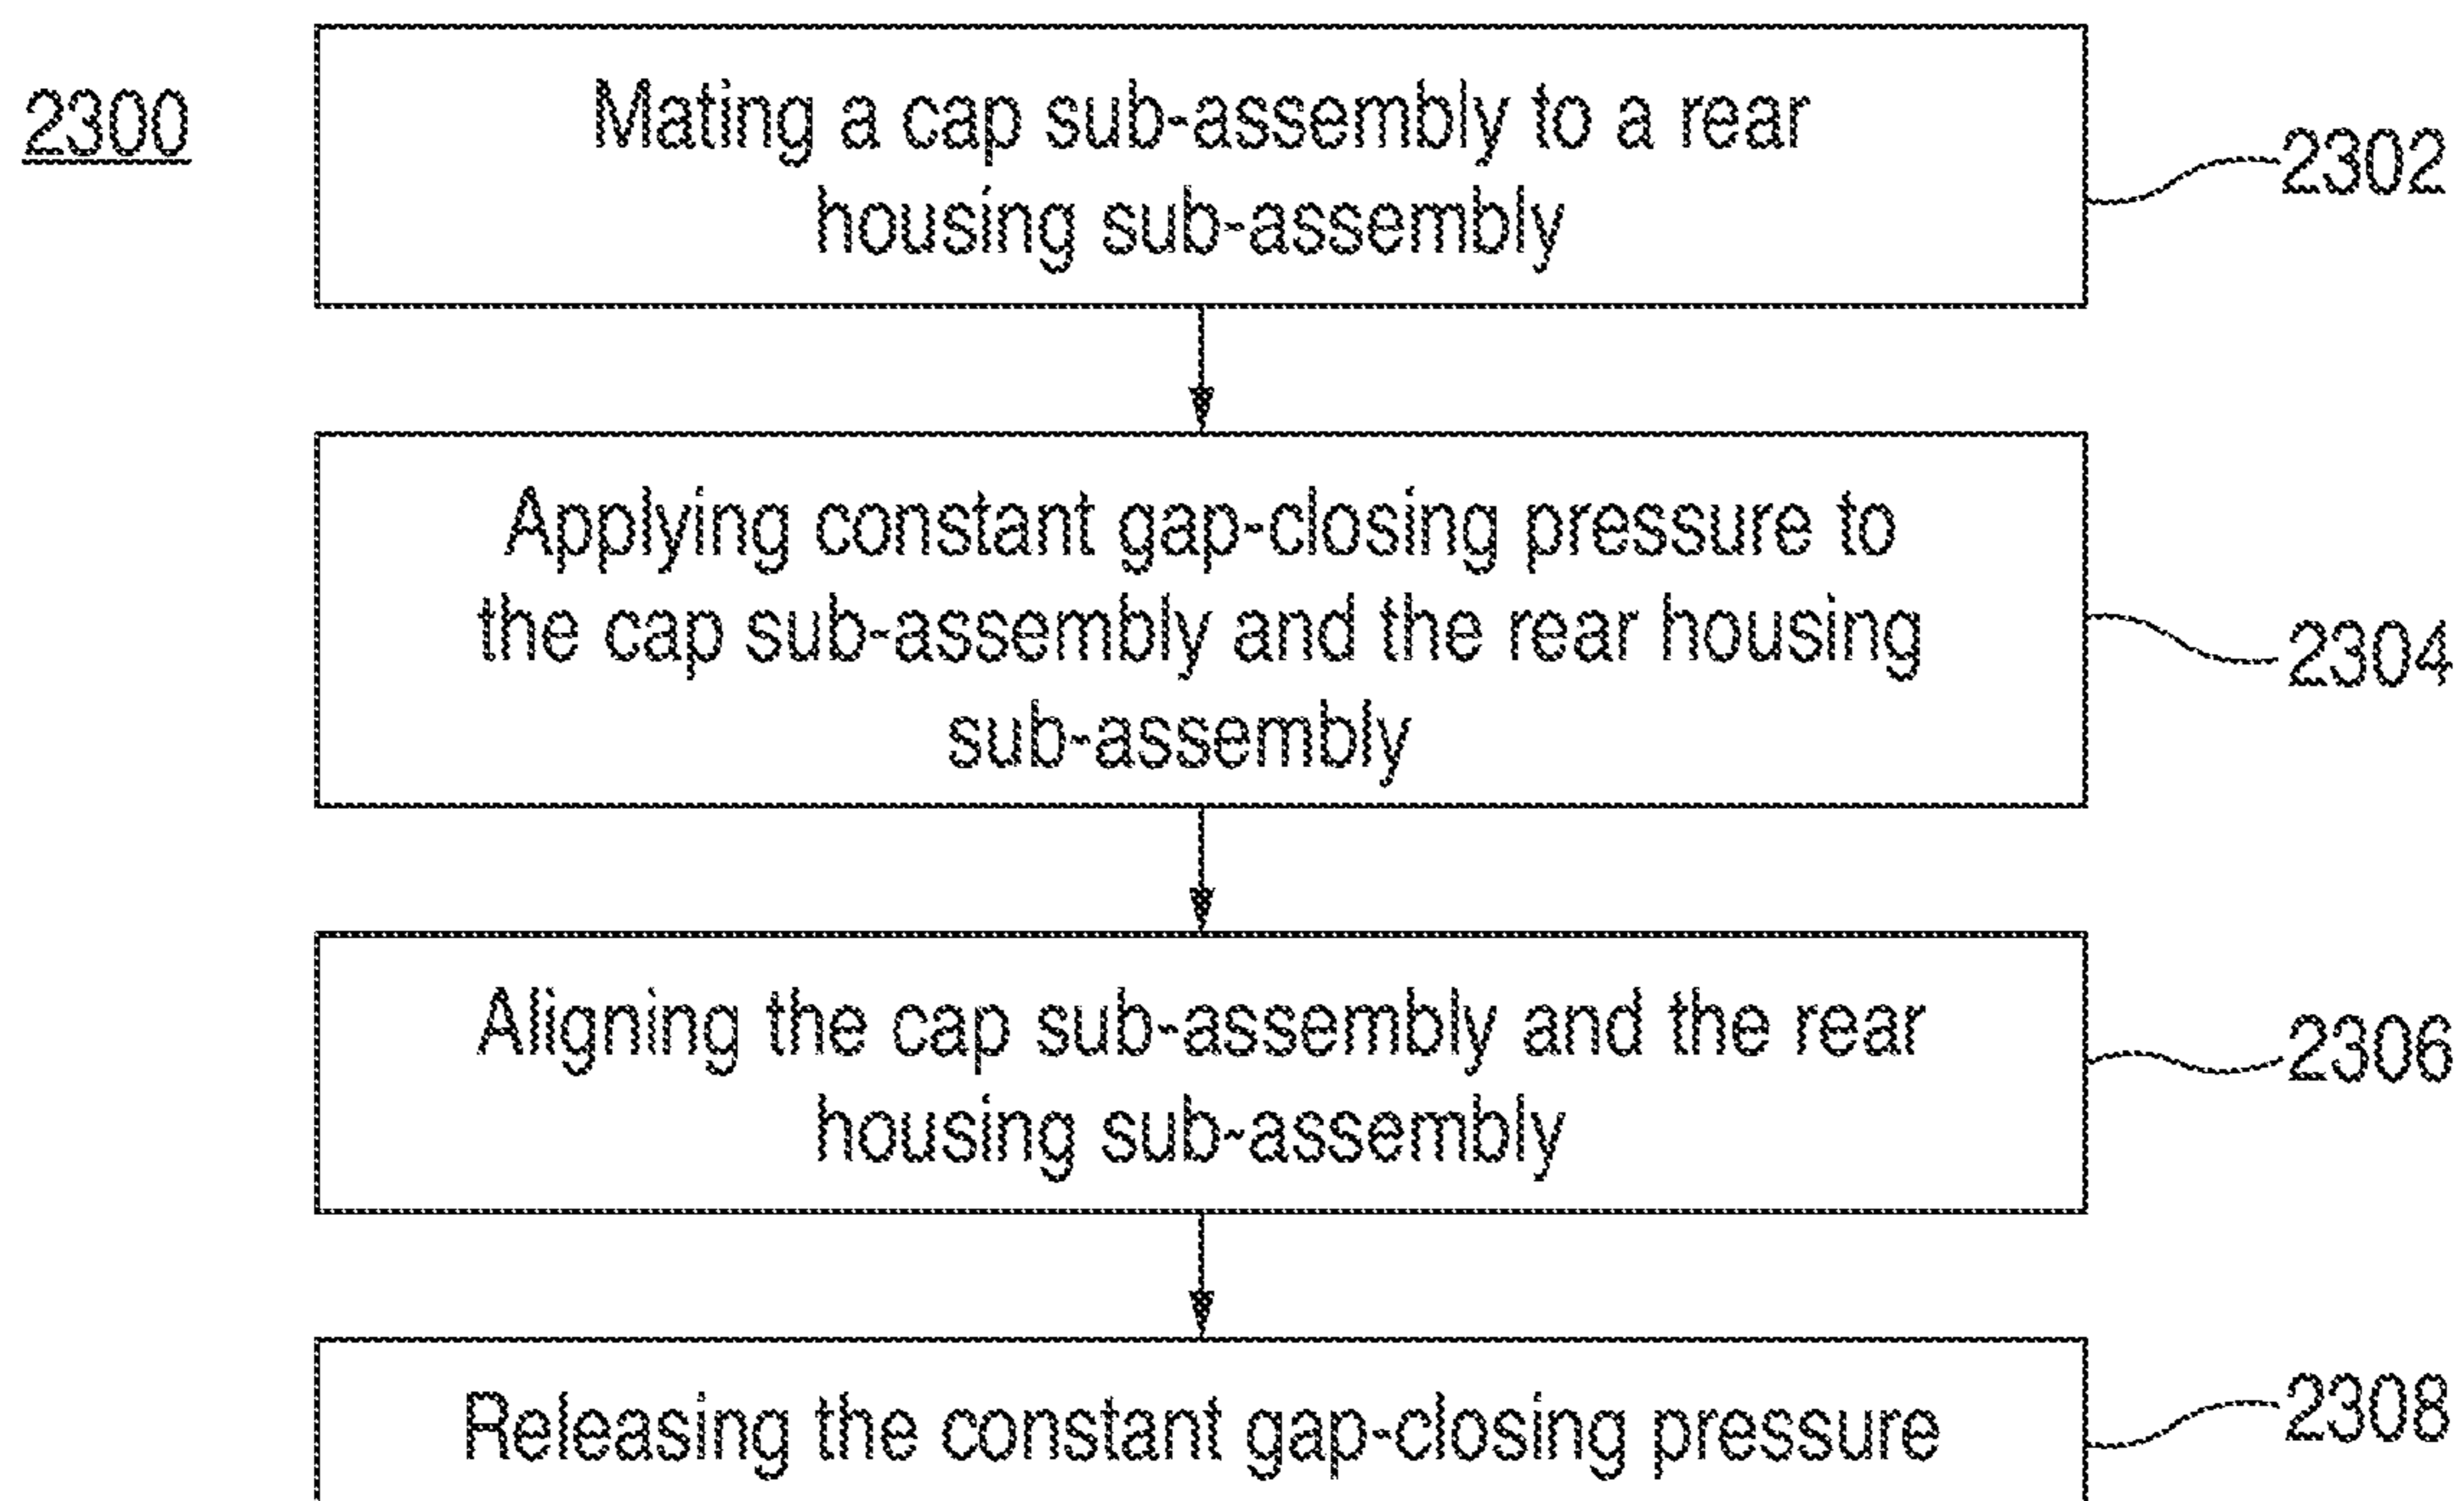 2300
Mating a cap sub-assembly to a rear
housing sub-assembly
2302
Applying constant gap-closing pressure to
the cap sub-assembly and the rear housing
sub-assembly
2304
Aligning the cap sub-assembly and the rear
housing sub-assembly
2306
Releasing the constant gap-closing pressure
2308